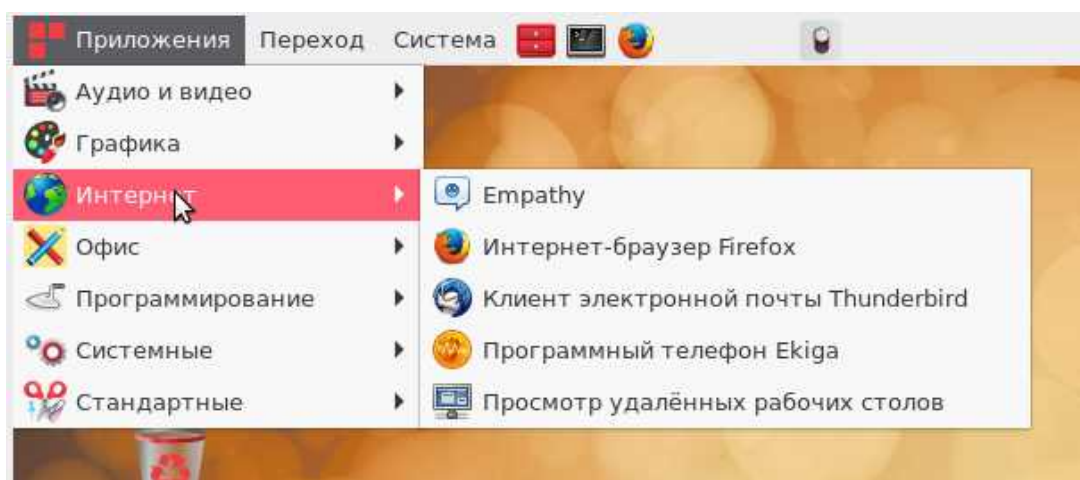 Приложения Переход Система
Аудио и видео
Графика
Интернет
Офис
Программирование
Системные
Стандартные
Empathy
Интернет-браузер Firefox
Клиент электронной почты Thunderbird
Программный телефон Ekiga
Просмотр удалённых рабочих столов